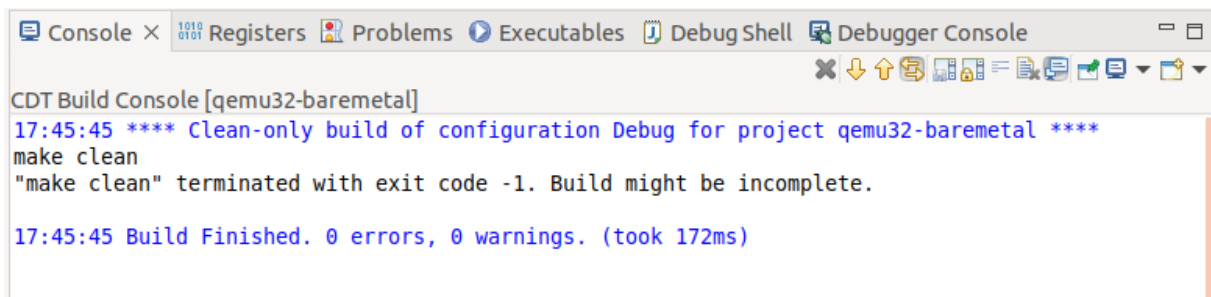 Console Registers Problems Executables Debug Shell Debugger Console
CDT Build Console [qemu32-baremetal]
17:45:45 **** Clean-only build of configuration Debug for project qemu32-baremetal ****
make clean
"make clean" terminated with exit code -1. Build might be incomplete.
17:45:45 Build Finished. 0 errors, 0 warnings. (took 172ms)